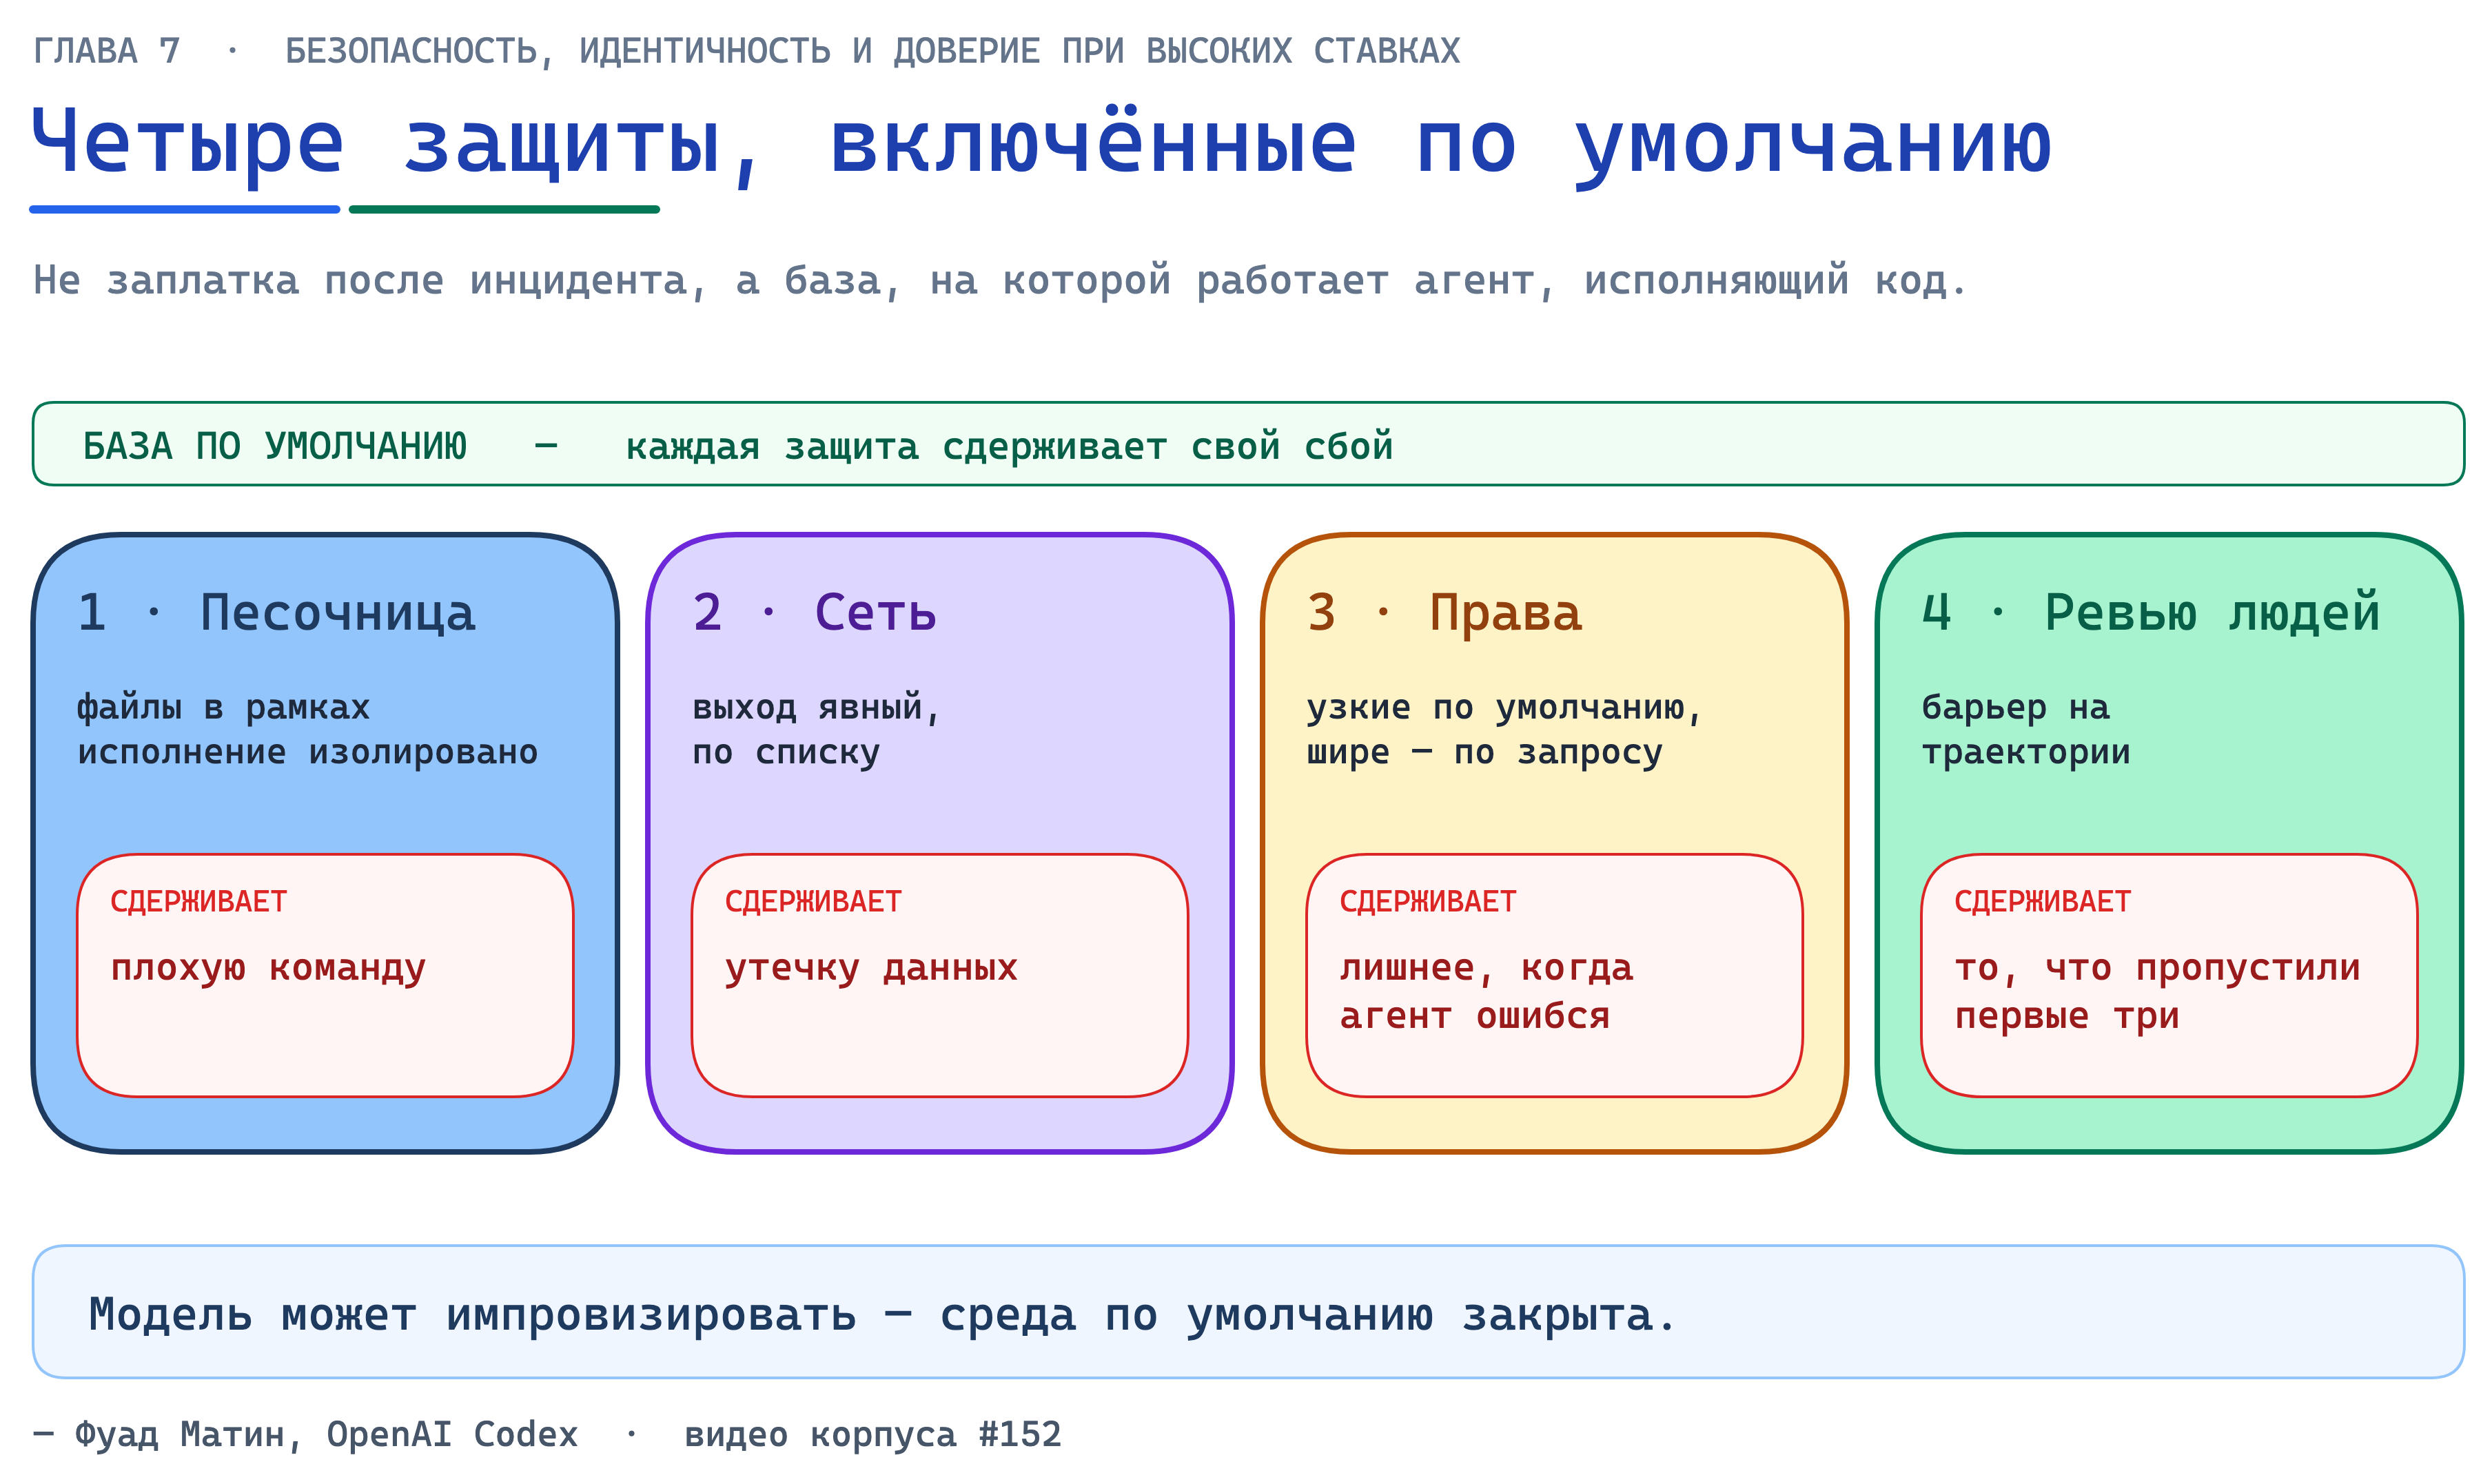 ГЛАВА 7 · БЕЗОПАСНОСТЬ, ИДЕНТИЧНОСТЬ И ДОВЕРИЕ ПРИ ВЫСОКИХ СТАВКАХ
Четыре защиты, включённые по умолчанию
Не заплатка после инцидента, а база, на которой работает агент, исполняющий код.
БАЗА ПО УМОЛЧАНИЮ — каждая защита сдерживает свой сбой
1 · Песочница
файлы в рамках
исполнение изолировано
СДЕРЖИВАЕТ
плохую команду
2 · Сеть
выход явный,
по списку
СДЕРЖИВАЕТ
утечку данных
3 · Права
узкие по умолчанию,
шире — по запросу
СДЕРЖИВАЕТ
лишнее, когда
агент ошибся
4 · Ревью людей
барьер на
траектории
СДЕРЖИВАЕТ
то, что пропустили
первые три
Модель может импровизировать — среда по умолчанию закрыта.
— Фуад Матин, OpenAI Codex · видео корпуса #152